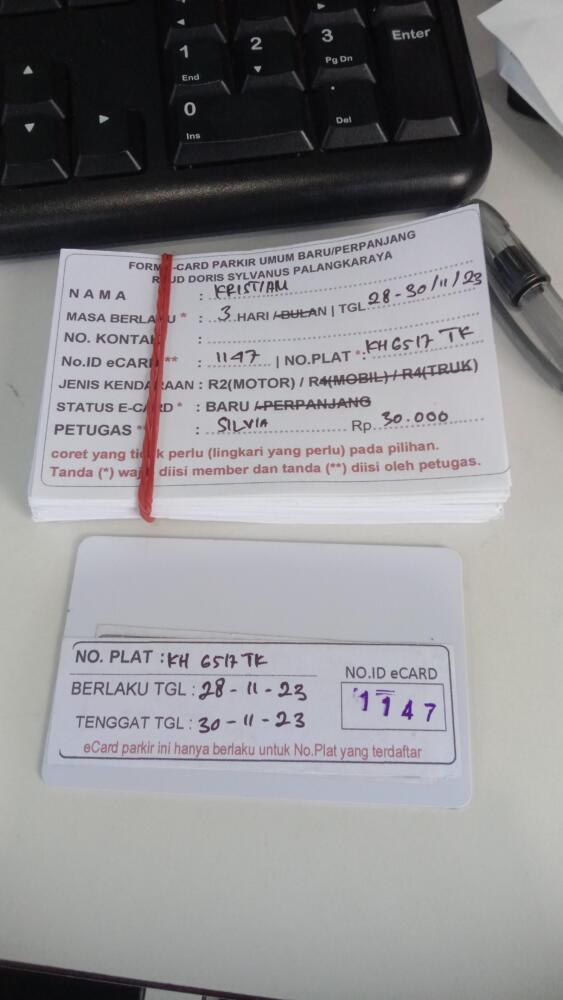 1
End
2
3
Pg Dn
Enter
0
Ins
.
Del
FORM -CARD PARKIR UMUM BARU/PERPANJANG
R UD DORIS SYLVANUS PALANGKARAYA
NAMA : KRISTIAN
MASA BERLA U * : 3 HARI / BULAN | TGL 28-30/11/23
NO. KONTA :
No.ID eCARD ** : 1147 | NO.PLAT * : KH 6517 TK
JENIS KENDARAAN : R2(MOTOR) / R4(MOBIL) / R4(TRUK)
STATUS E-CARD * : BARU / PERPANJANG
PETUGAS * : SILVIA Rp. 30.000
coret yang tidak perlu (lingkari yang perlu) pada pilihan.
Tanda (*) waji diisi member dan tanda (**) diisi oleh petugas.
NO. PLAT : KH 6517 TK
NO.ID eCARD
BERLAKU TGL : 28-11-23
1147
TENGGAT TGL : 30-11-23
eCard parkir ini hanya berlaku untuk No.Plat yang terdaftar